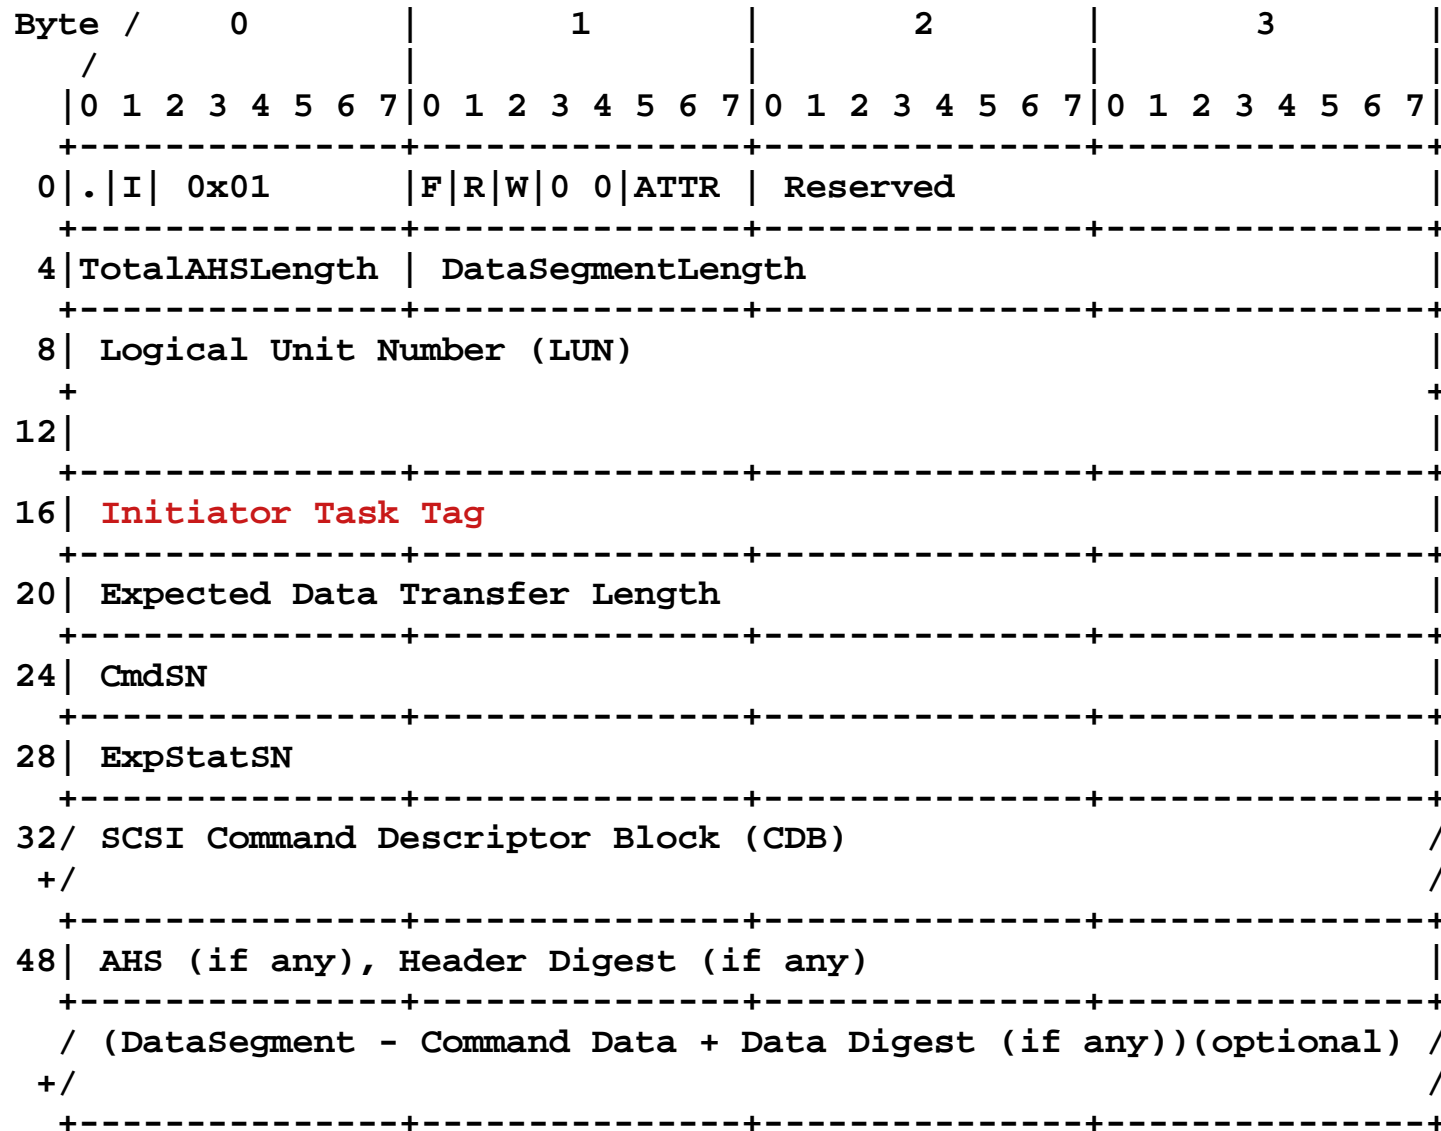 Byte / 0 | 1 | 2 | 3 |
/ | | | |
|0 1 2 3 4 5 6 7|0 1 2 3 4 5 6 7|0 1 2 3 4 5 6 7|0 1 2 3 4 5 6 7|
+---------------+---------------+---------------+---------------+
0|.|I| 0x01 |F|R|W|0 0|ATTR | Reserved |
+---------------+---------------+---------------+---------------+
4|TotalAHSLength | DataSegmentLength |
+---------------+---------------+---------------+---------------+
8| Logical Unit Number (LUN) |
+ +
12| |
+---------------+---------------+---------------+---------------+
16| Initiator Task Tag |
+---------------+---------------+---------------+---------------+
20| Expected Data Transfer Length |
+---------------+---------------+---------------+---------------+
24| CmdSN |
+---------------+---------------+---------------+---------------+
28| ExpStatSN |
+---------------+---------------+---------------+---------------+
32/ SCSI Command Descriptor Block (CDB) /
+/ /
+---------------+---------------+---------------+---------------+
48| AHS (if any), Header Digest (if any) |
+---------------+---------------+---------------+---------------+
/ (DataSegment - Command Data + Data Digest (if any))(optional) /
+/ /
+---------------+---------------+---------------+---------------+